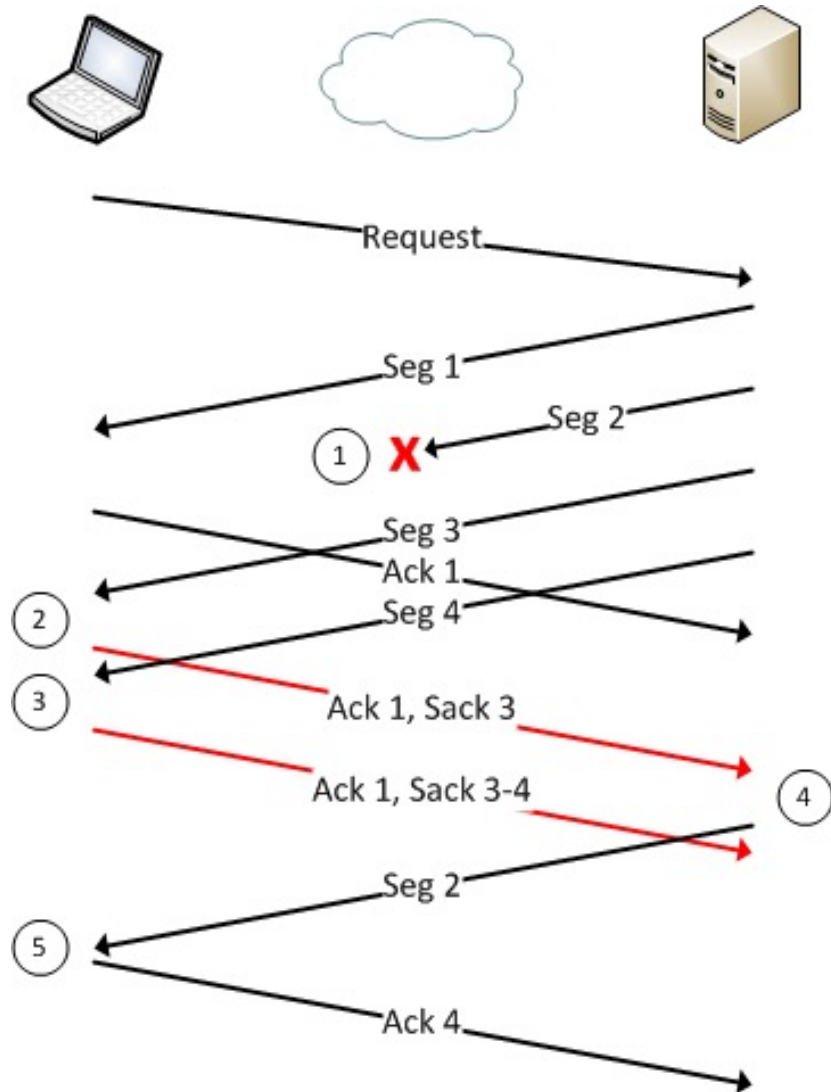 Request
Seg 1
Seg 2
1
X
Seg 3
Ack 1
Seg 4
2
3
Ack 1, Sack 3
Ack 1, Sack 3-4
4
Seg 2
5
Ack 4